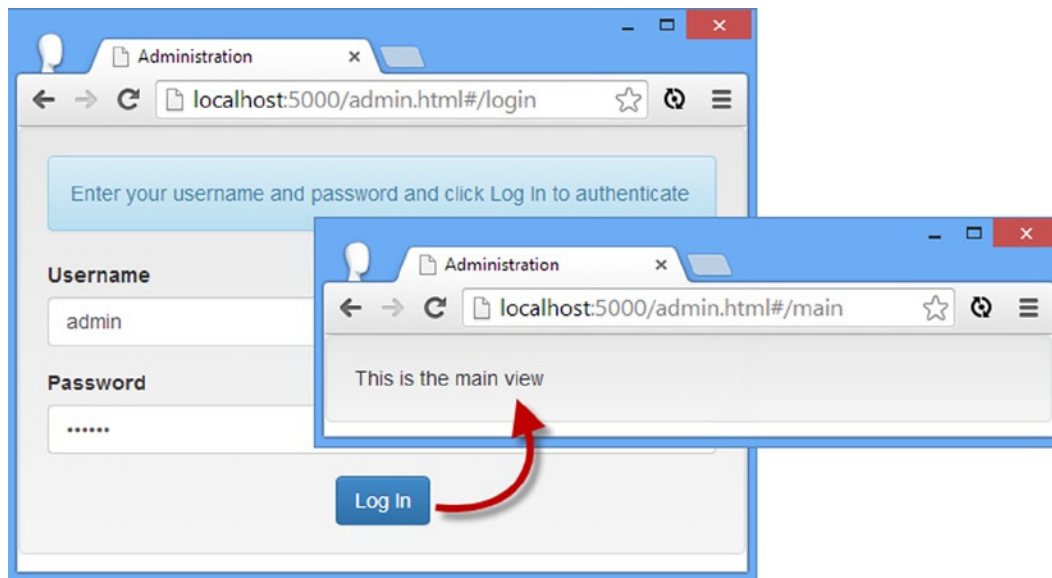 Administration
localhost:5000/admin.html#/login
Enter your username and password and click Log In to authenticate
Username
admin
Password
••••••
Log In
Administration
localhost:5000/admin.html#/main
This is the main view